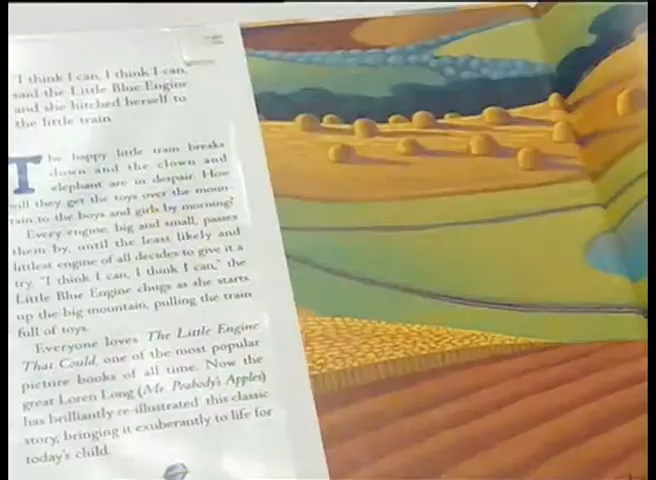 "I think I can, I think I can,
said the Little Blue Engine
and she hitched herself to
the little train.
The happy little train breaks
down and the clown and
elephant are in despair. How
will they get the toys over the moun-
tain to the boys and girls by morning?
Every engine, big and small, passes
them by, until the least likely and
littlest engine of all decides to give it a
try. "I think I can, I think I can," the
Little Blue Engine chugs as she starts
up the big mountain, pulling the train
full of toys.
Everyone loves The Little Engine
That Could, one of the most popular
picture books of all time. Now the
great Loren Long (Mr. Peabody's Apples)
has brilliantly re-illustrated this classic
story, bringing it exuberantly to life for
today's child.